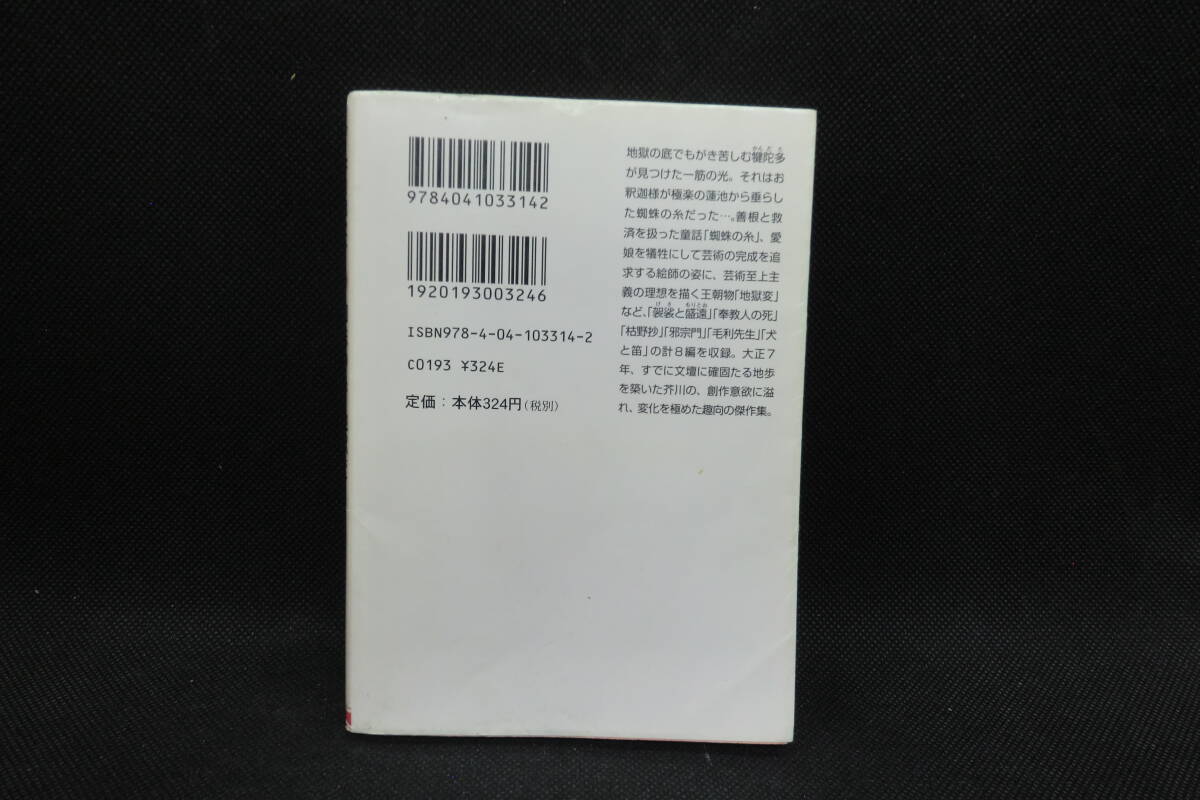 9784041033142
1920193003246
ISBN978-4-04-103314-2
C0193 ¥324E
定価：本体324円（税別）
地獄の底でもがき苦しむ犍陀多
が見つけた一筋の光。それはお
釈迦様が極楽の蓮池から垂らし
た蜘蛛の糸だった…。善根と救
済を扱った童話「蜘蛛の糸」、愛
娘を犠牲にして芸術の完成を追
求する絵師の姿に、芸術至上主
義の理想を描く王朝物「地獄変」
など、「袈裟と盛遠」「奉教人の死」
「枯野抄」「邪宗門」「毛利先生」「犬
と笛」の計８編を収録。大正７
年、すでに文壇に確固たる地歩
を築いた芥川の、創作意欲に溢
れ、変化を極めた趣向の傑作集。